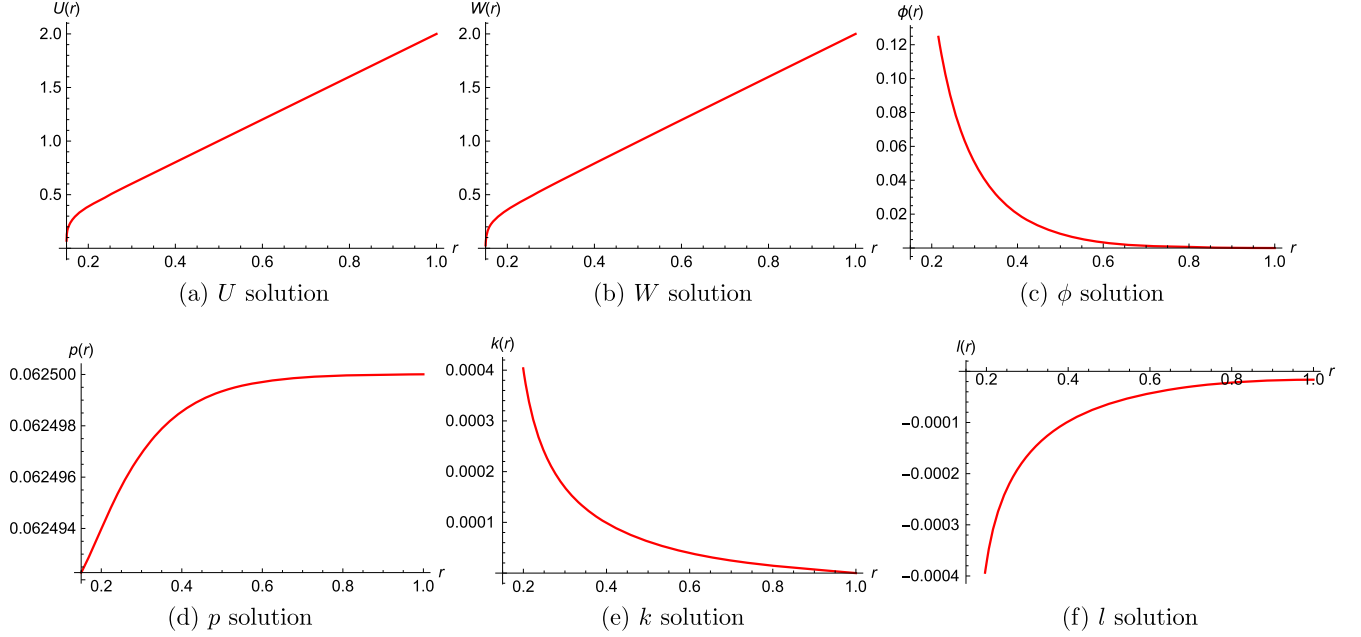 U(r)
2.0
1.5
1.0
0.5
0.2 0.4 0.6 0.8 1.0 r
(a) U solution
W(r)
2.0
1.5
1.0
0.5
0.2 0.4 0.6 0.8 1.0 r
(b) W solution
ϕ(r)
0.12
0.10
0.08
0.06
0.04
0.02
0.2 0.4 0.6 0.8 1.0 r
(c) ϕ solution
p(r)
0.062500
0.062498
0.062496
0.062494
0.2 0.4 0.6 0.8 1.0 r
(d) p solution
k(r)
0.0004
0.0003
0.0002
0.0001
0.2 0.4 0.6 0.8 1.0 r
(e) k solution
l(r)
0.2 0.4 0.6 0.8 1.0 r
−0.0001
−0.0002
−0.0003
−0.0004
(f) l solution